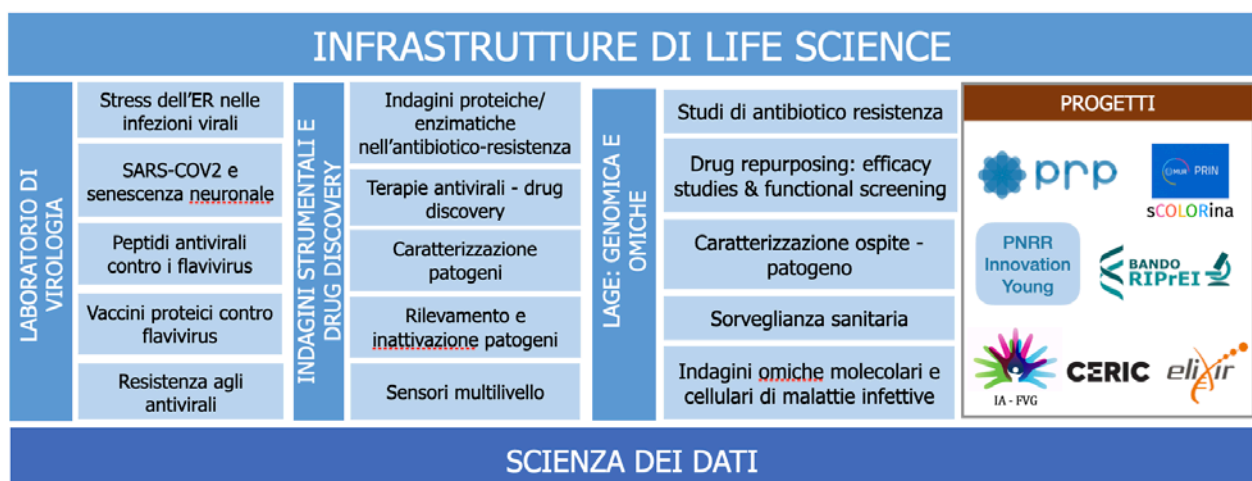 INFRASTRUTTURE DI LIFE SCIENCE
LABORATORIO DI
VIROLOGIA
Stress dell'ER nelle
infezioni virali
SARS-COV2 e
senescenza neuronale
Peptidi antivirali
contro i flavivirus
Vaccini proteici contro
flavivirus
Resistenza agli
antivirali
INDAGINI STRUMENTALI E
DRUG DISCOVERY
Indagini proteiche/
enzimatiche
nell'antibiotico-resistenza
Terapie antivirali - drug
discovery
Caratterizzazione
patogeni
Rilevamento e
inattivazione patogeni
Sensori multilivello
LAGE: GENOMICA E
OMICHE
Studi di antibiotico resistenza
Drug repurposing: efficacy
studies & functional screening
Caratterizzazione ospite -
patogeno
Sorveglianza sanitaria
Indagini omiche molecolari e
cellulari di malattie infettive
PROGETTI
prp
MUR PRIN
sCOLORina
PNRR
Innovation
Young
BANDO
RIPrEI
IA - FVG
CERIC
elixir
SCIENZA DEI DATI